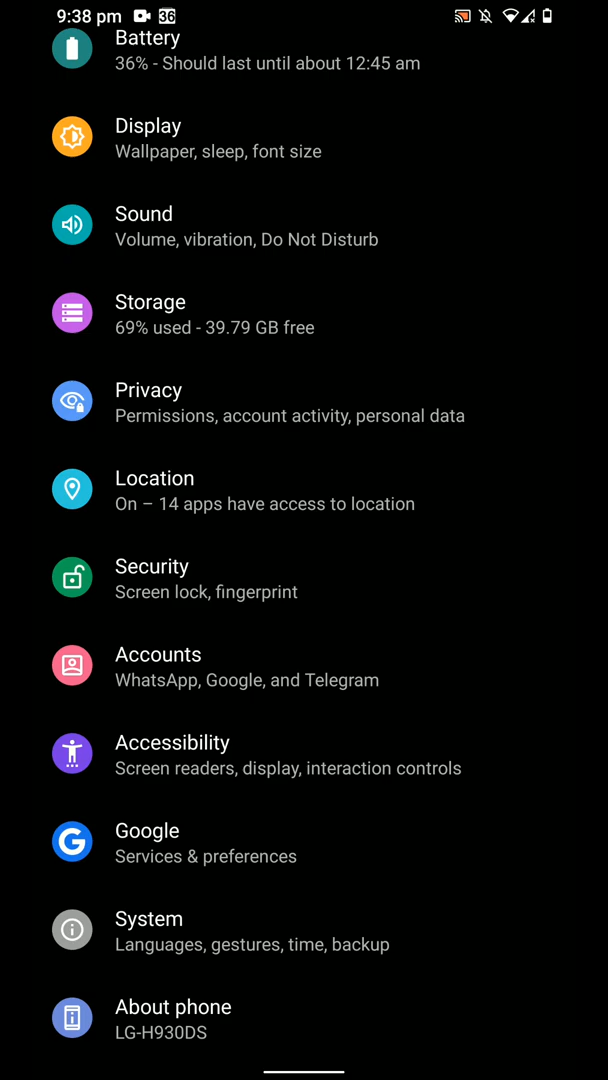 9:38 pm 36
Battery
36% - Should last until about 12:45 am
Display
Wallpaper, sleep, font size
Sound
Volume, vibration, Do Not Disturb
Storage
69% used - 39.79 GB free
Privacy
Permissions, account activity, personal data
Location
On – 14 apps have access to location
Security
Screen lock, fingerprint
Accounts
WhatsApp, Google, and Telegram
Accessibility
Screen readers, display, interaction controls
Google
Services & preferences
System
Languages, gestures, time, backup
About phone
LG-H930DS